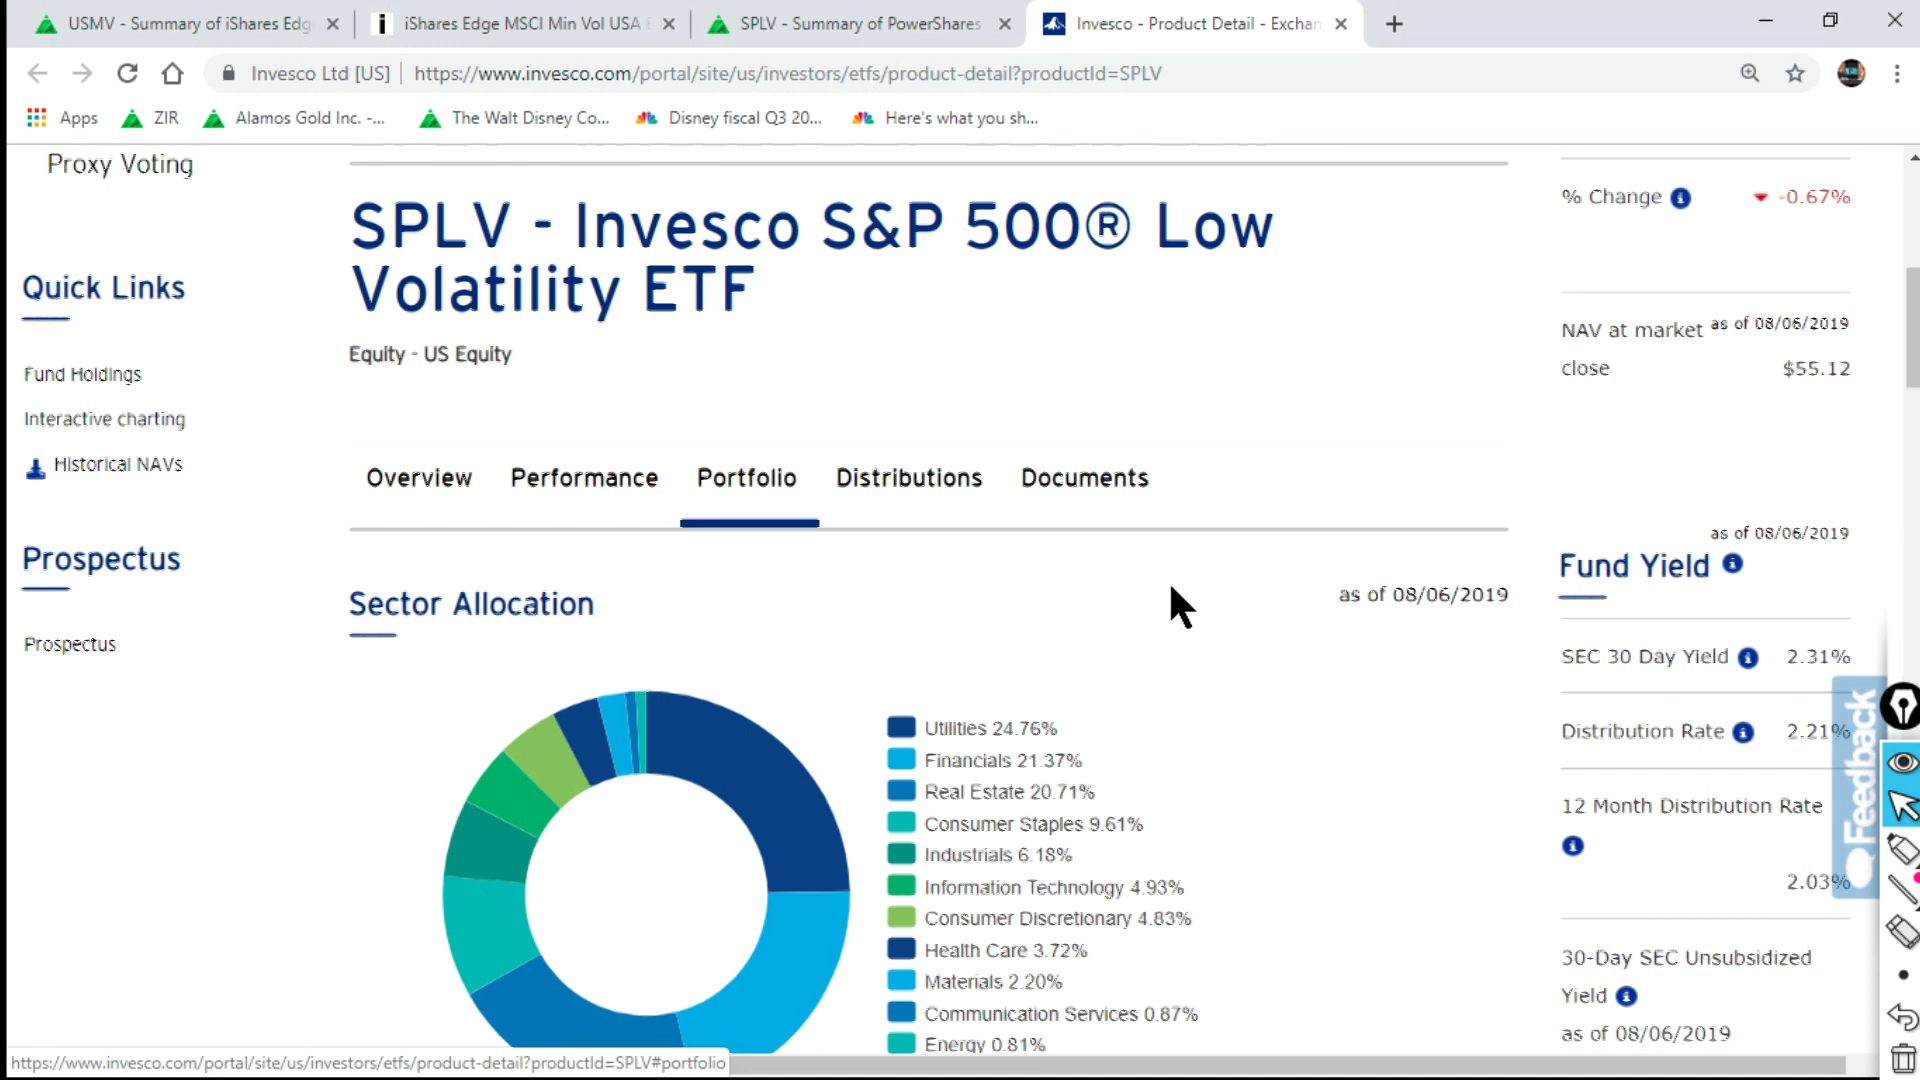 USMV - Summary of iShares Edg
iShares Edge MSCI Min Vol USA
SPLV - Summary of PowerShares
Invesco - Product Detail - Exchan
Invesco Ltd [US]
https://www.invesco.com/portal/site/us/investors/etfs/product-detail?productId=SPLV
Apps
ZIR
Alamos Gold Inc. -...
The Walt Disney Co...
Disney fiscal Q3 20...
Here's what you sh...
Proxy Voting
Quick Links
Fund Holdings
Interactive charting
Historical NAVs
Prospectus
Prospectus
SPLV - Invesco S&P 500® Low
Volatility ETF
Equity - US Equity
Overview
Performance
Portfolio
Distributions
Documents
Sector Allocation
as of 08/06/2019
Utilities 24.76%
Financials 21.37%
Real Estate 20.71%
Consumer Staples 9.61%
Industrials 6.18%
Information Technology 4.93%
Consumer Discretionary 4.83%
Health Care 3.72%
Materials 2.20%
Communication Services 0.87%
Energy 0.81%
% Change
-0.67%
NAV at market
as of 08/06/2019
close
$55.12
as of 08/06/2019
Fund Yield
SEC 30 Day Yield
2.31%
Distribution Rate
2.21%
12 Month Distribution Rate
2.03%
30-Day SEC Unsubsidized
Yield
as of 08/06/2019
Feedback
https://www.invesco.com/portal/site/us/investors/etfs/product-detail?productId=SPLV#portfolio